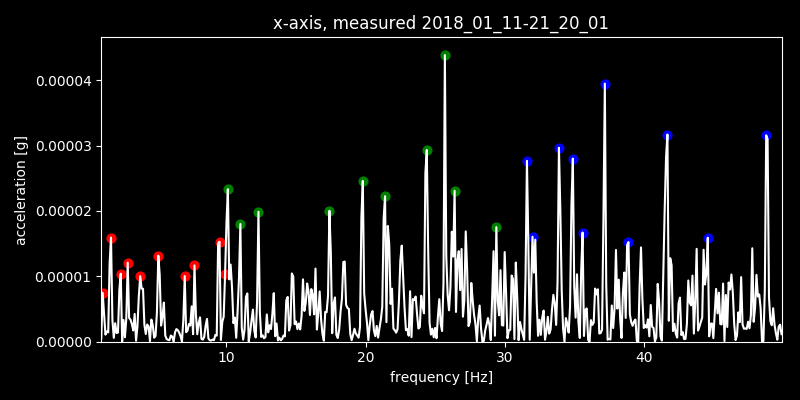 x-axis, measured 2018_01_11-21_20_01
0.00004
0.00003
0.00002
0.00001
0.00000
acceleration [g]
10 20 30 40
frequency [Hz]